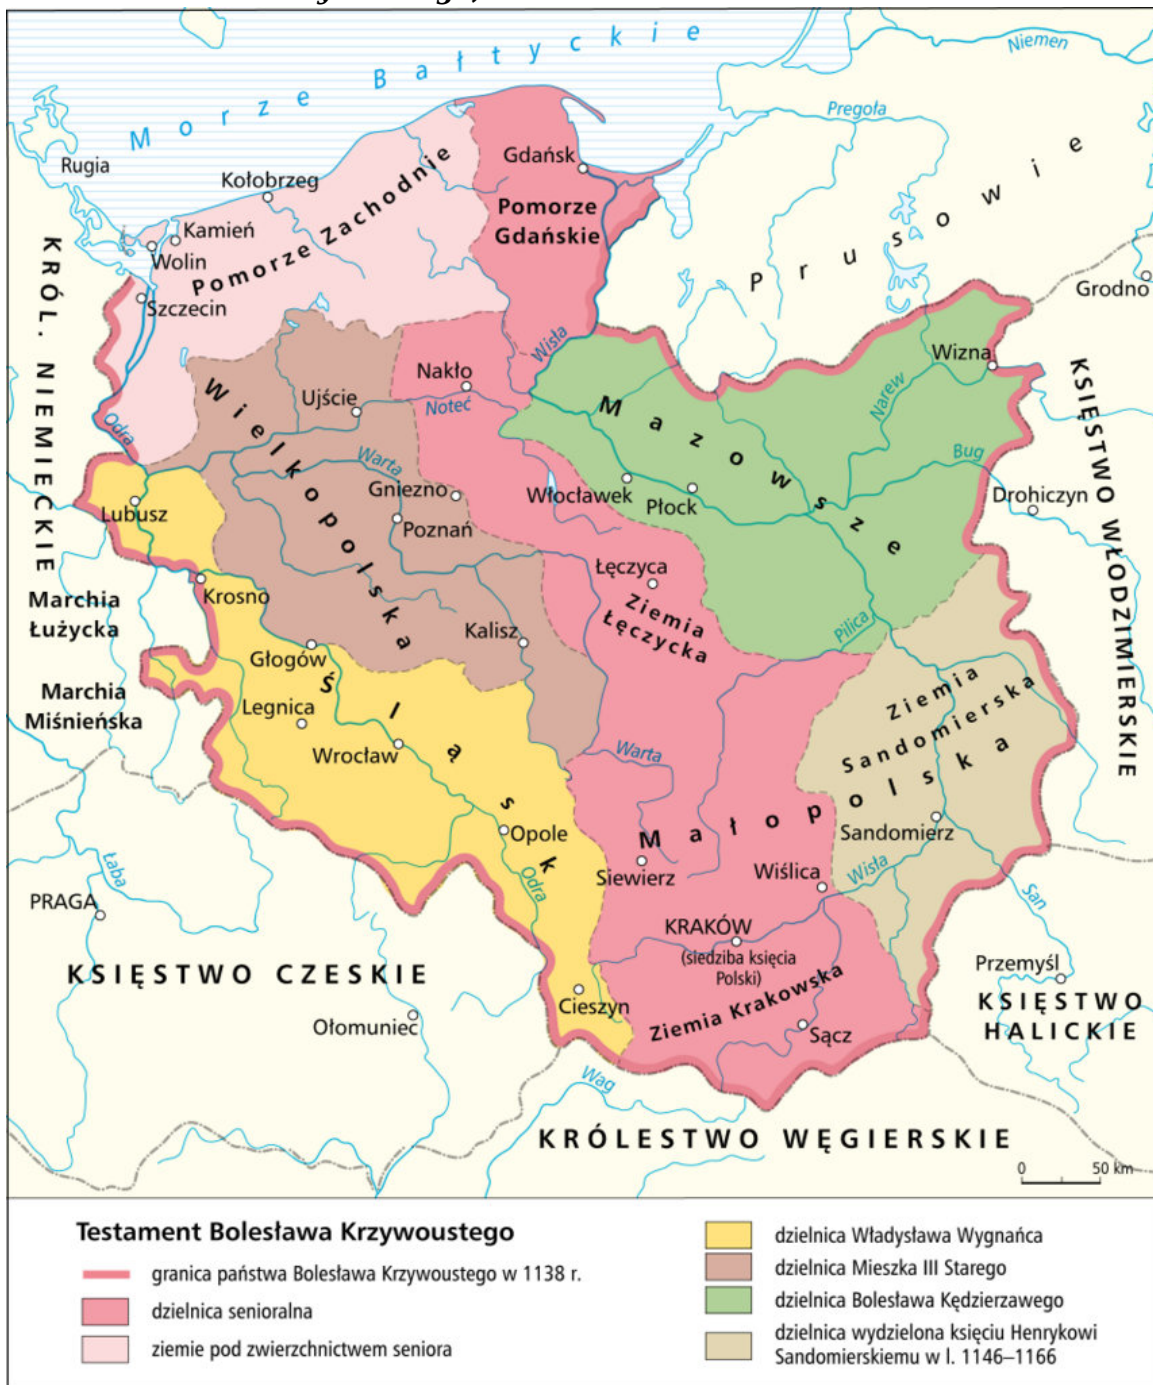 Morze Bałtyckie
Niemen
Pregoła
Rugia
Gdańsk
Kołobrzeg
Prusowie
Pomorze Zachodnie
Pomorze
Gdańskie
Kamień
Wolin
Szczecin
Grodno
KRÓL. NIEMIECKIE
Wisła
Wizna
Nakło
Ujście
Noteć
Narew
Odra
Wielkopolska
Mazowsze
KSIĘSTWO WŁODZIMIERSKIE
Warta
Bug
Gniezno
Włocławek
Płock
Drohiczyn
Lubusz
Poznań
Łęczyca
Krosno
Ziemia
Łęczycka
Marchia
Łużycka
Kalisz
Pilica
Głogów
Marchia
Miśnieńska
Śląsk
Legnica
Ziemia
Sandomierska
Wrocław
Warta
Małopolska
Opole
Sandomierz
Łaba
Siewierz
Wiślica
Wisła
Odra
San
PRAGA
KRAKÓW
(siedziba księcia
Polski)
KSIĘSTWO CZESKIE
Przemyśl
Cieszyn
Ziemia Krakowska
KSIĘSTWO
HALICKIE
Ołomuniec
Sącz
Wag
KRÓLESTWO WĘGIERSKIE
0 50 km
Testament Bolesława Krzywoustego
granica państwa Bolesława Krzywoustego w 1138 r.
dzielnica senioralna
ziemie pod zwierzchnictwem seniora
dzielnica Władysława Wygnańca
dzielnica Mieszka III Starego
dzielnica Bolesława Kędzierzawego
dzielnica wydzielona księciu Henrykowi
Sandomierskiemu w l. 1146–1166